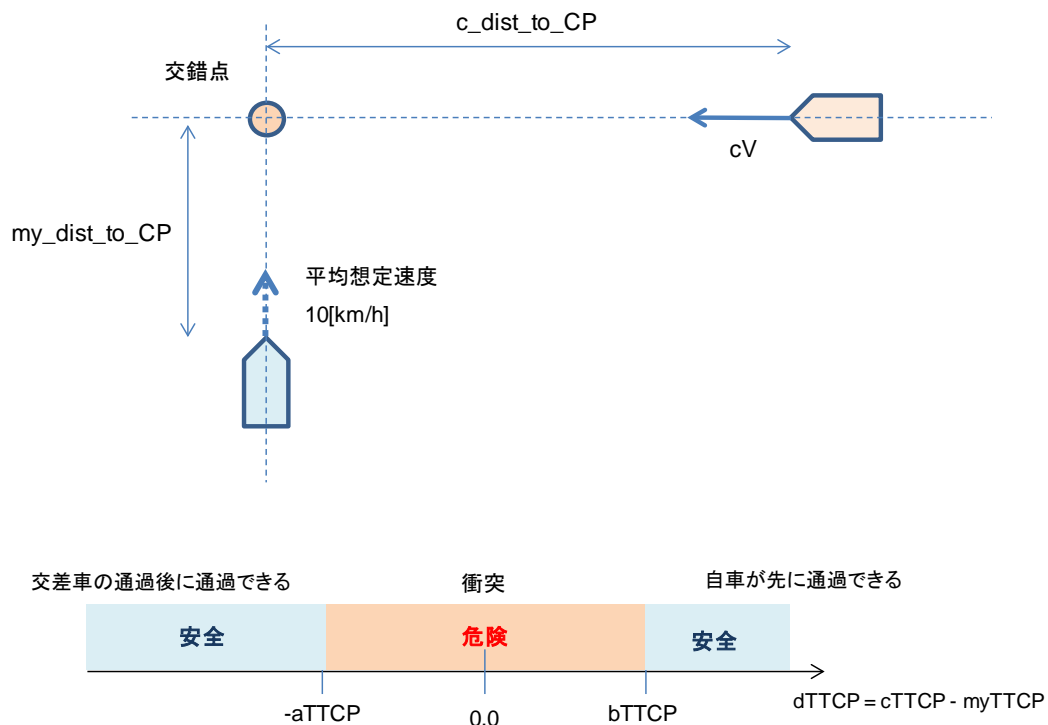 c_dist_to_CP
交錯点
cV
my_dist_to_CP
平均想定速度
10[km/h]
交差車の通過後に通過できる
衝突
自車が先に通過できる
安全
危険
安全
-aTTCP
0.0
bTTCP
dTTCP = cTTCP - myTTCP